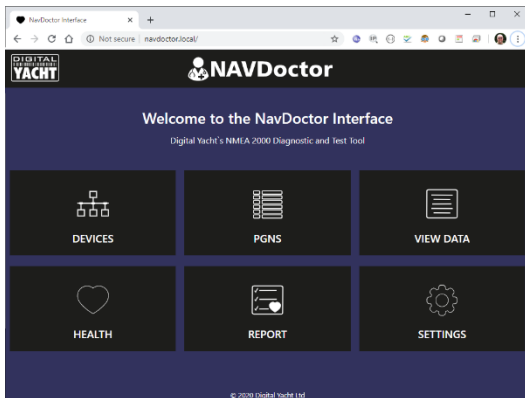 NavDoctor Interface
Not secure | navdoctor.local/
DIGITAL
YACHT
NAVDoctor
Welcome to the NavDoctor Interface
Digital Yacht`s NMEA 2000 Diagnostic and Test Tool
DEVICES
PGNS
VIEW DATA
HEALTH
REPORT
SETTINGS
© 2020 Digital Yacht Ltd